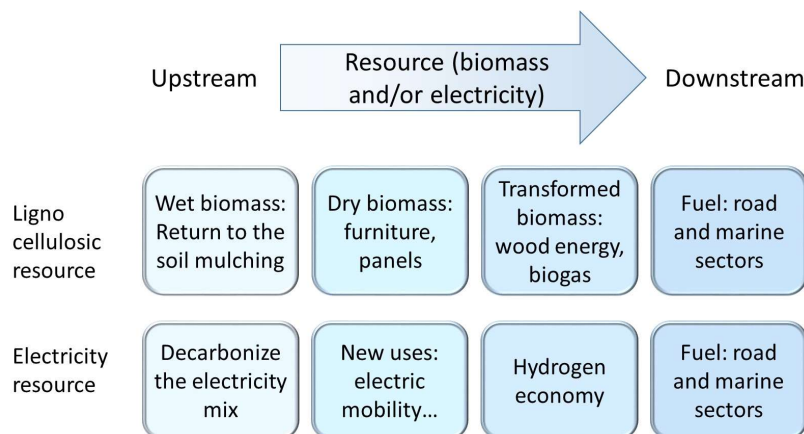 Upstream
Resource (biomass
and/or electricity)
Downstream
Ligno
cellulosic
resource
Wet biomass:
Return to the
soil mulching
Dry biomass:
furniture,
panels
Transformed
biomass:
wood energy,
biogas
Fuel: road
and marine
sectors
Electricity
resource
Decarbonize
the electricity
mix
New uses:
electric
mobility…
Hydrogen
economy
Fuel: road
and marine
sectors